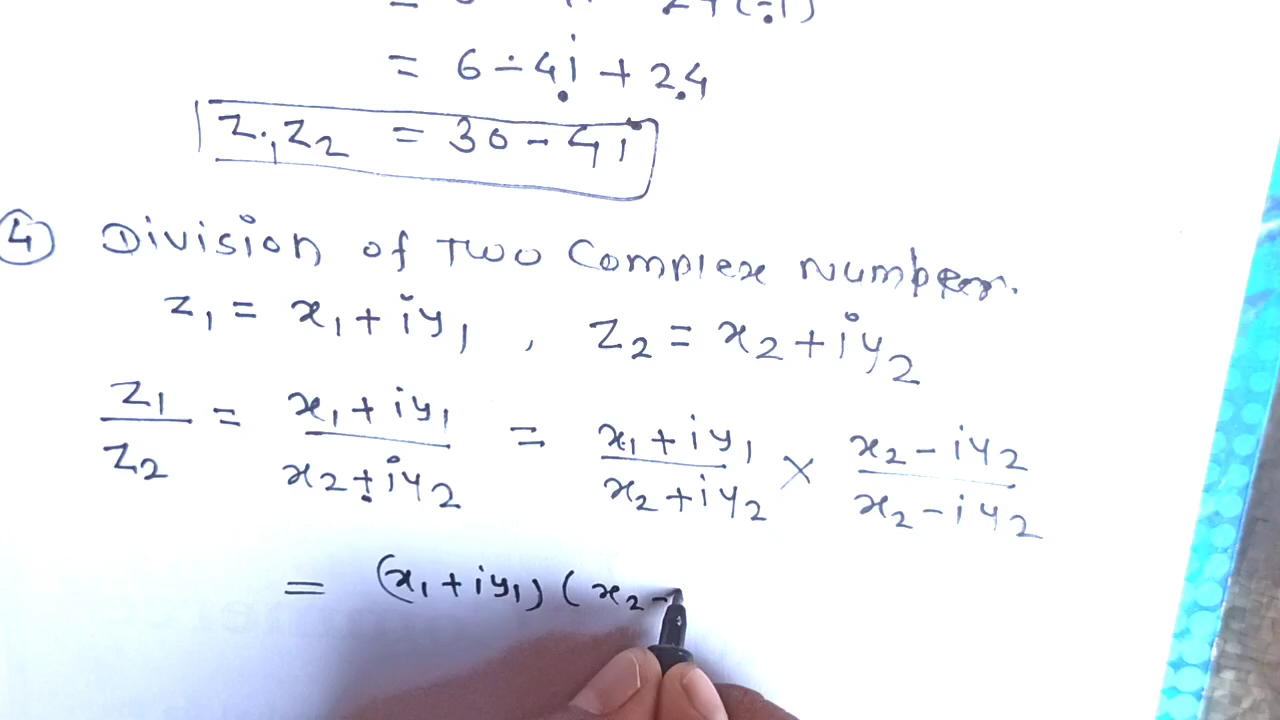 = 6 - 4i + 24
Z₁Z₂ = 30 - 4i
④ Division of Two Complex Number.
z₁ = x₁ + iy₁ , z₂ = x₂ + iy₂
z₁/z₂ = (x₁ + iy₁)/(x₂ + iy₂) = (x₁ + iy₁)/(x₂ + iy₂) × (x₂ - iy₂)/(x₂ - iy₂)
= (x₁ + iy₁) (x₂ -